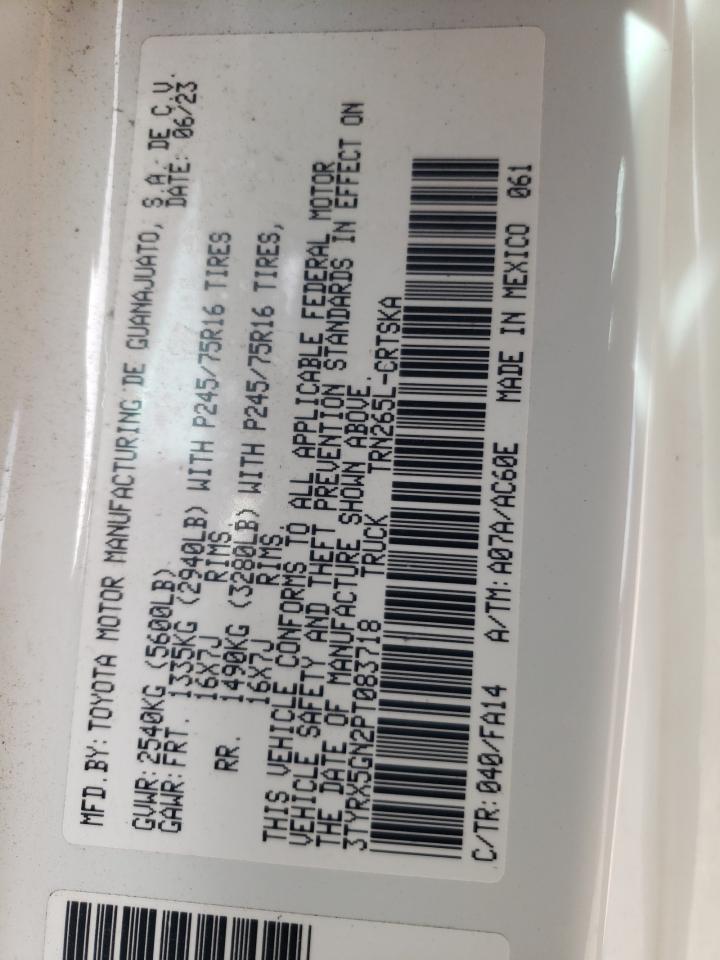 MFD.BY:TOYOTA MOTOR MANUFACTURING DE GUANAJUATO, S.A. DE C.V.
DATE: 06/23
GVWR:2540KG (5600LB)
GAWR:FRT. 1335KG (2940LB) WITH P245/75R16 TIRES
16X7J RIMS.
RR. 1490KG (3280LB) WITH P245/75R16 TIRES,
16X7J RIMS.
THIS VEHICLE CONFORMS TO ALL APPLICABLE FEDERAL MOTOR
VEHICLE SAFETY AND THEFT PREVENTION STANDARDS IN EFFECT ON
THE DATE OF MANUFACTURE SHOWN ABOVE.
3TYRX5GN2PT083718 TRUCK TRN265L-CRTSKA
C/TR:040/FA14 A/TM:A07A/AC60E MADE IN MEXICO 061